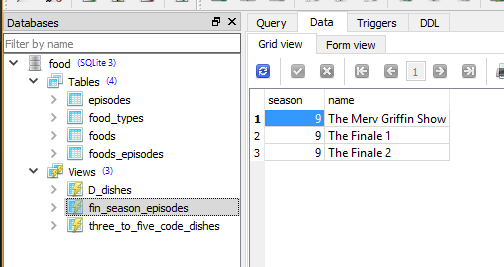 Databases
Filter by name
food (SQLite 3)
Tables (4)
episodes
food_types
foods
foods_episodes
Views (3)
D_dishes
fin_season_episodes
three_to_five_code_dishes
Query Data Triggers DDL
Grid view Form view
1
season name
1 9 The Merv Griffin Show
2 9 The Finale 1
3 9 The Finale 2